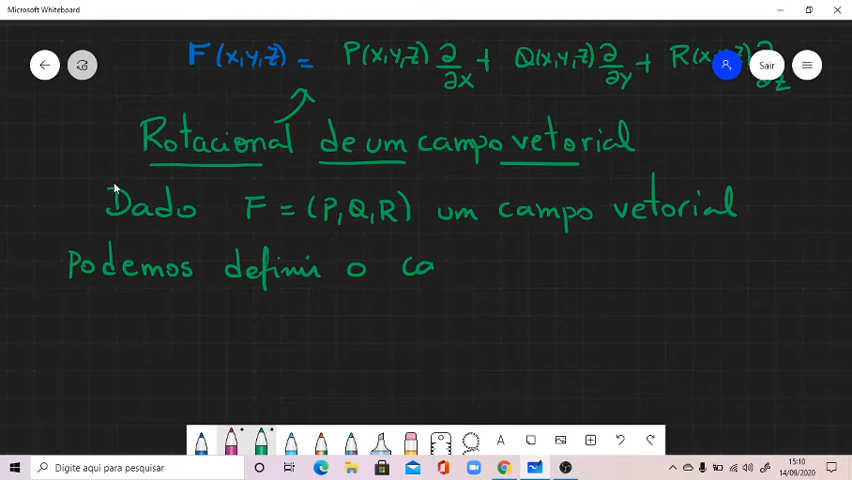 Microsoft Whiteboard
F(x,y,z) = P(x,y,z) ∂/∂x + Q(x,y,z) ∂/∂y + R(x,y,z) ∂/∂z
Sair
Rotacional de um campo vetorial
Dado F = (P,Q,R) um campo vetorial
Podemos definir o ca
Digite aqui para pesquisar
15:10
14/09/2020